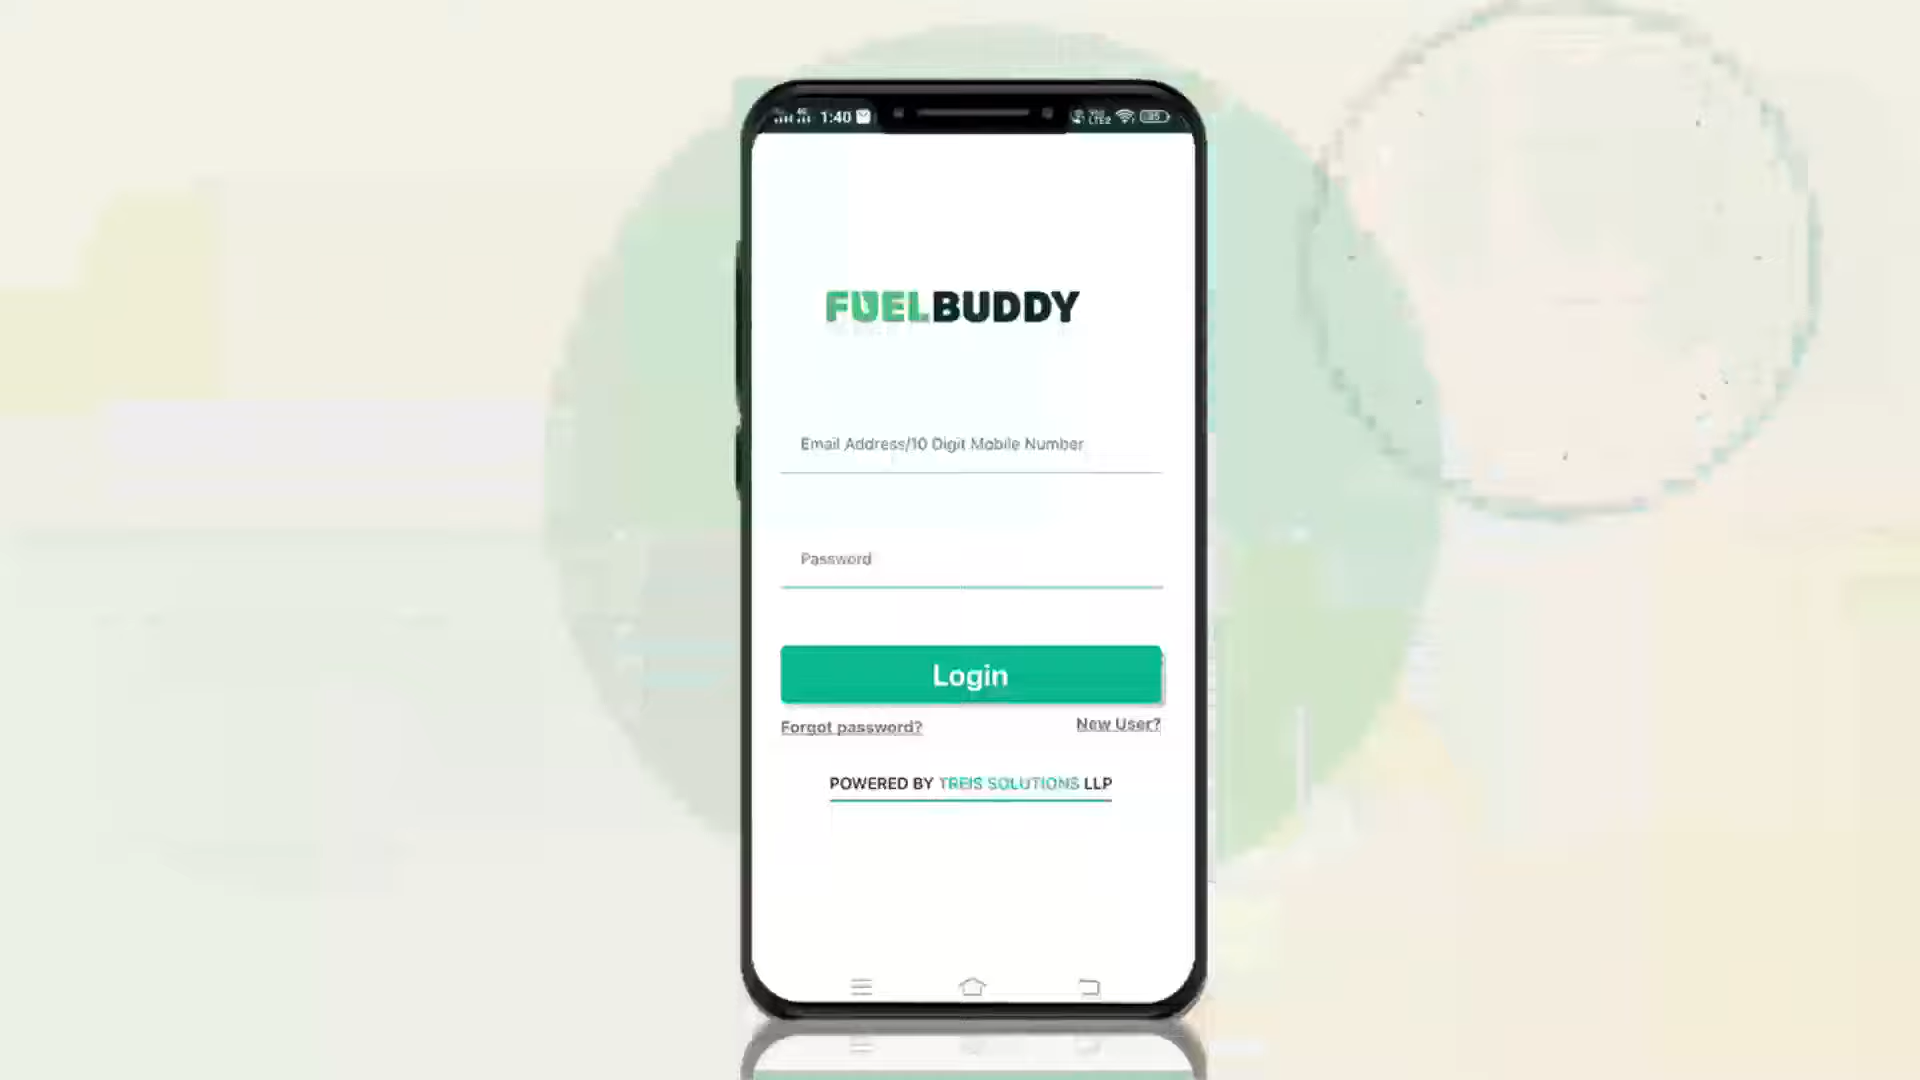 1:40
FUELBUDDY
Email Address/10 Digit Mobile Number
Password
Login
Forgot password?
New User?
POWERED BY TREIS SOLUTIONS LLP